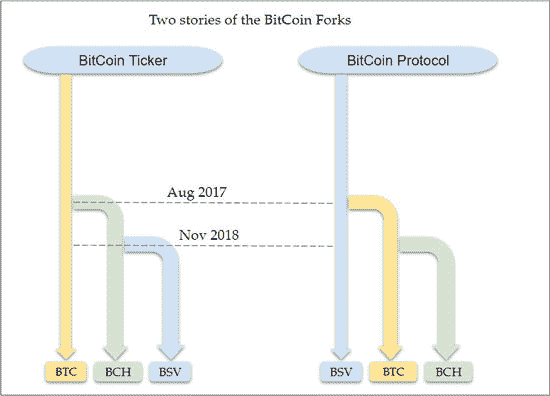 Two stories of the BitCoin Forks
BitCoin Ticker
BitCoin Protocol
Aug 2017
Nov 2018
BTC
BCH
BSV
BSV
BTC
BCH